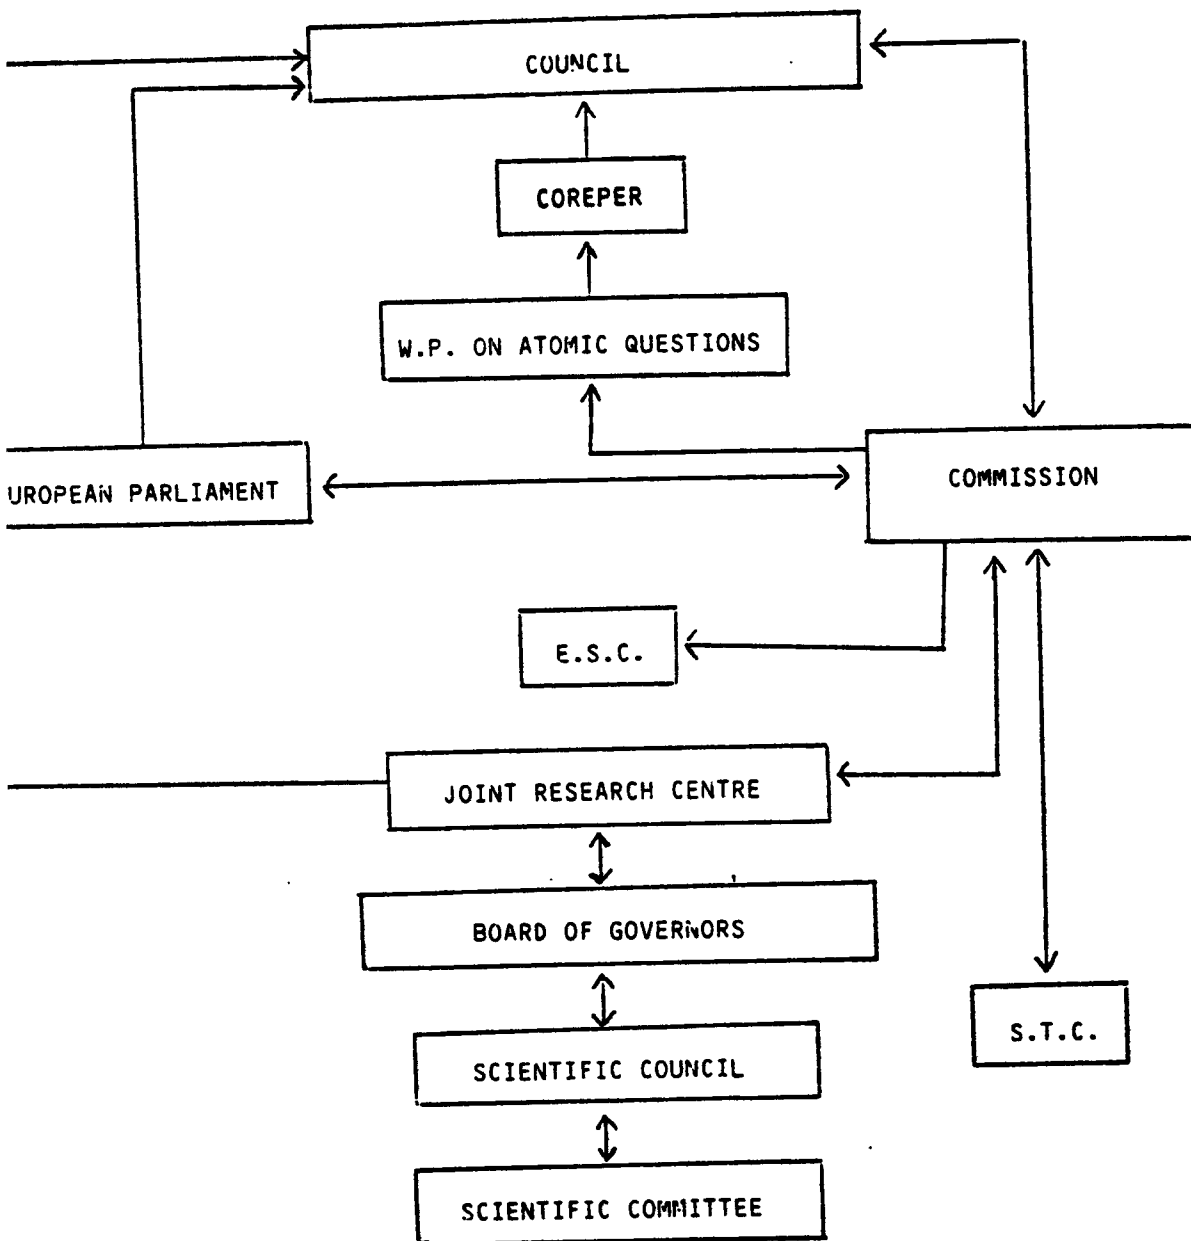 COUNCIL
COREPER
W.P. ON ATOMIC QUESTIONS
UROPEAN PARLIAMENT
COMMISSION
E.S.C.
JOINT RESEARCH CENTRE
BOARD OF GOVERNORS
S.T.C.
SCIENTIFIC COUNCIL
SCIENTIFIC COMMITTEE